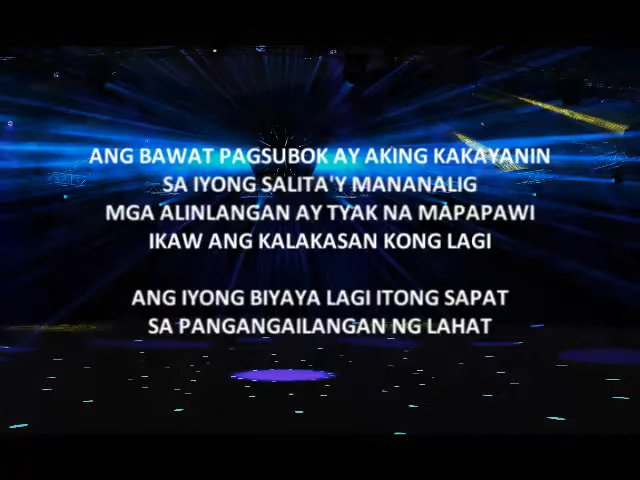 ANG BAWAT PAGSUBOK AY AKING KAKAYANIN
SA IYONG SALITA'Y MANANALIG
MGA ALINLANGAN AY TYAK NA MAPAPAWI
IKAW ANG KALAKASAN KONG LAGI
ANG IYONG BIYAYA LAGI ITONG SAPAT
SA PANGANGAILANGAN NG LAHAT